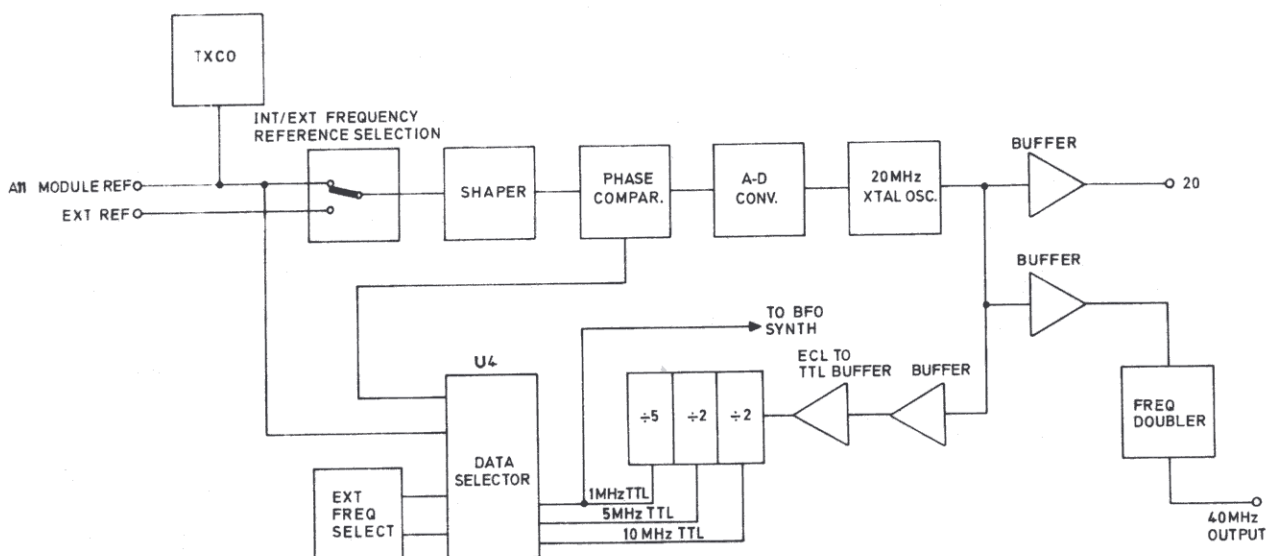 TXCO
INT/EXT FREQUENCY
REFERENCE SELECTION
A11 MODULE REF
EXT REF
SHAPER
PHASE
COMPAR.
A-D
CONV.
20MHz
XTAL OSC.
BUFFER
20
BUFFER
TO BFO
SYNTH
U4
ECL TO
TTL BUFFER
BUFFER
÷5
÷2
÷2
FREQ
DOUBLER
DATA
SELECTOR
EXT
FREQ
SELECT
1MHz TTL
5MHz TTL
10MHz TTL
40MHz
OUTPUT